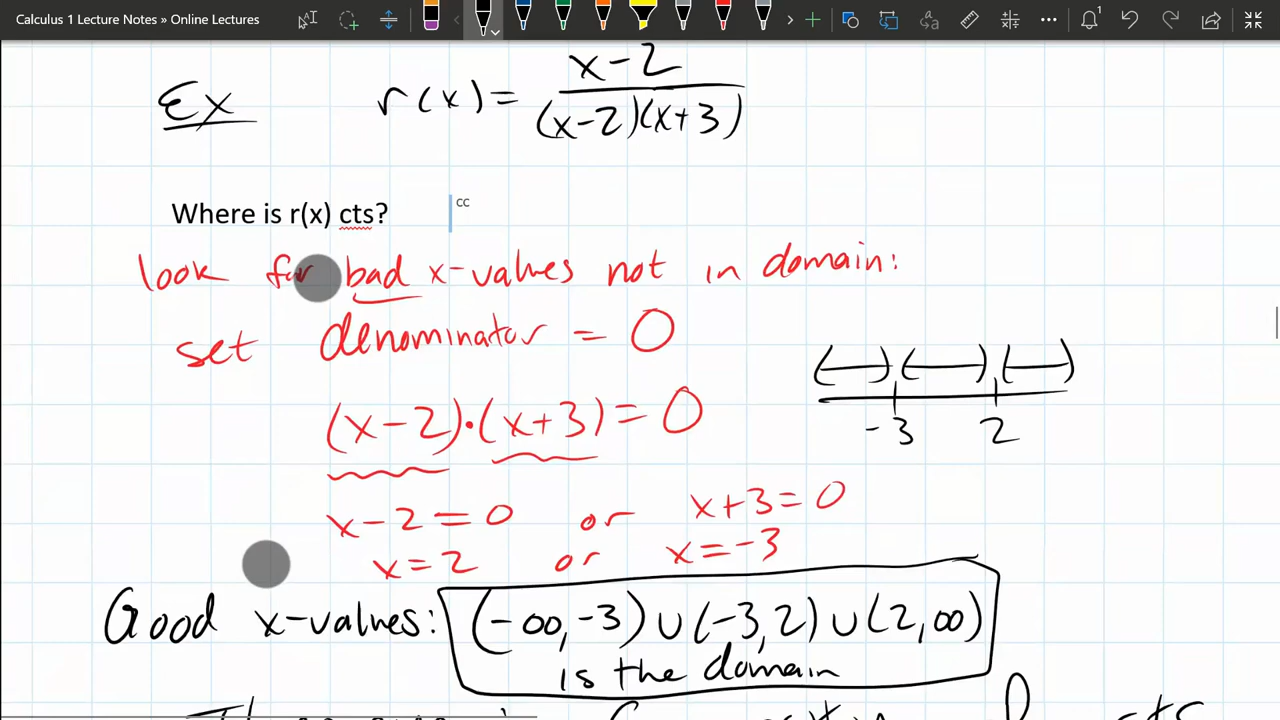 Calculus 1 Lecture Notes » Online Lectures
Ex r(x) = x-2 / (x-2)(x+3)
Where is r(x) cts? cc
look for bad x-values not in domain:
set denominator = 0
(x-2)·(x+3) = 0
-3 2
x-2=0 or x+3=0
x=2 or x=-3
Good x-values: (-∞,-3)∪(-3,2)∪(2,∞)
is the domain